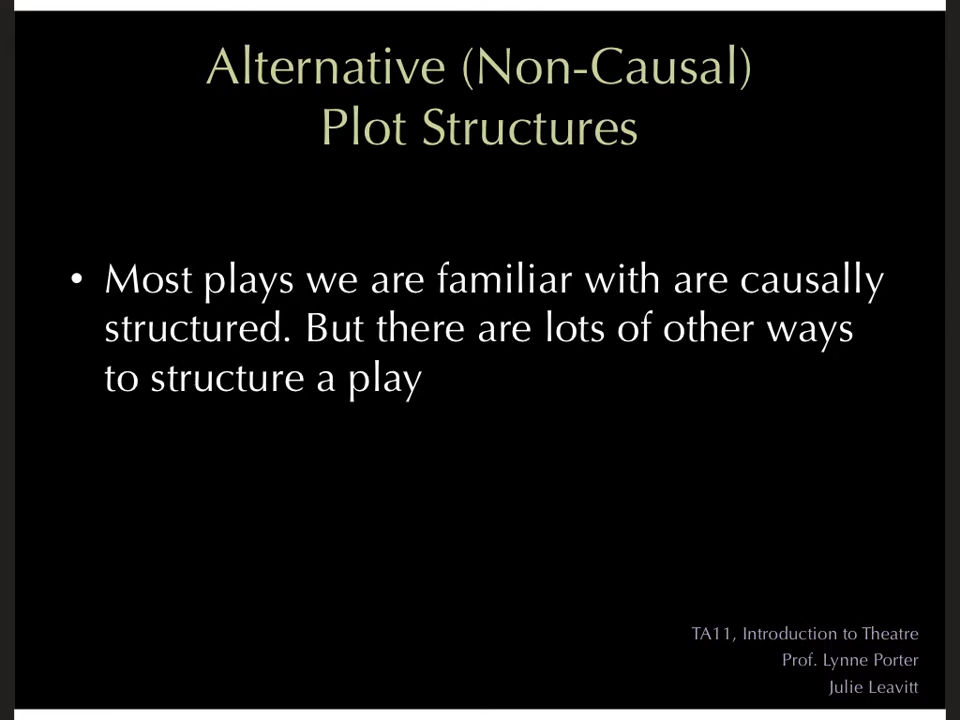 Alternative (Non-Causal)
Plot Structures
• Most plays we are familiar with are causally
structured. But there are lots of other ways
to structure a play
TA11, Introduction to Theatre
Prof. Lynne Porter
Julie Leavitt